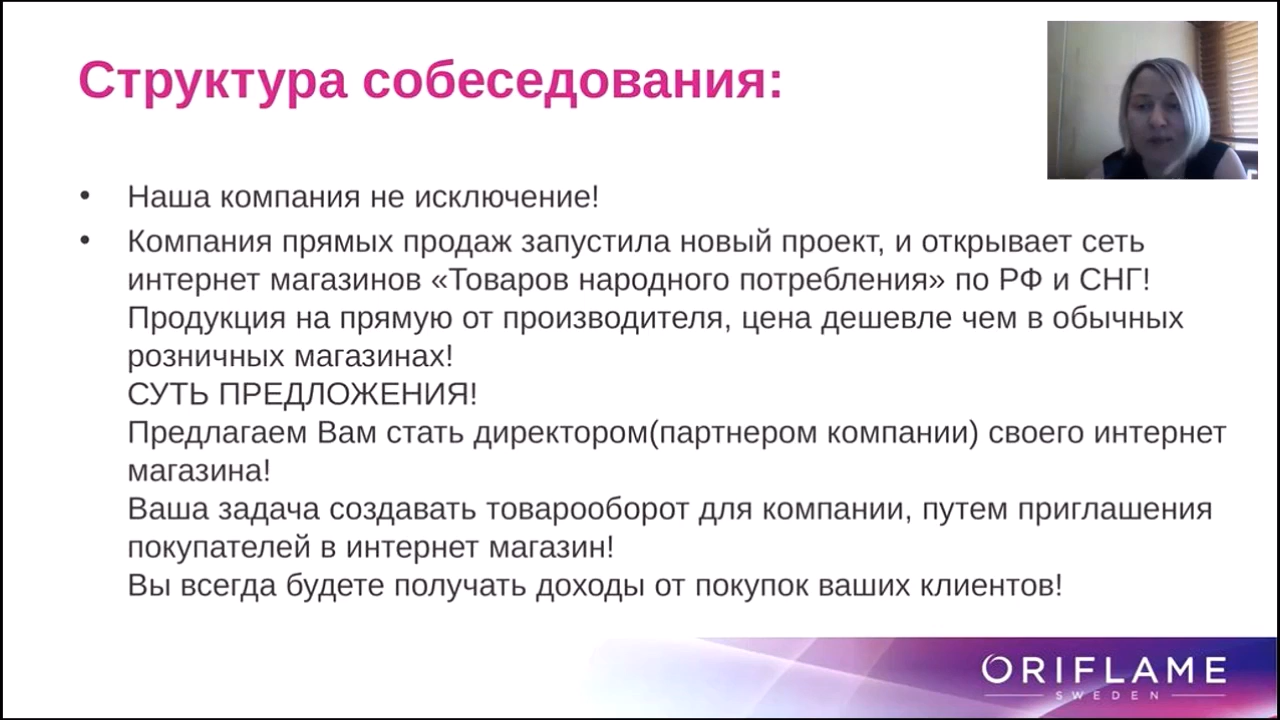 Структура собеседования:
• Наша компания не исключение!
• Компания прямых продаж запустила новый проект, и открывает сеть
интернет магазинов «Товаров народного потребления» по РФ и СНГ!
Продукция на прямую от производителя, цена дешевле чем в обычных
розничных магазинах!
СУТЬ ПРЕДЛОЖЕНИЯ!
Предлагаем Вам стать директором(партнером компании) своего интернет
магазина!
Ваша задача создавать товарооборот для компании, путем приглашения
покупателей в интернет магазин!
Вы всегда будете получать доходы от покупок ваших клиентов!
ORIFLAME
SWEDEN